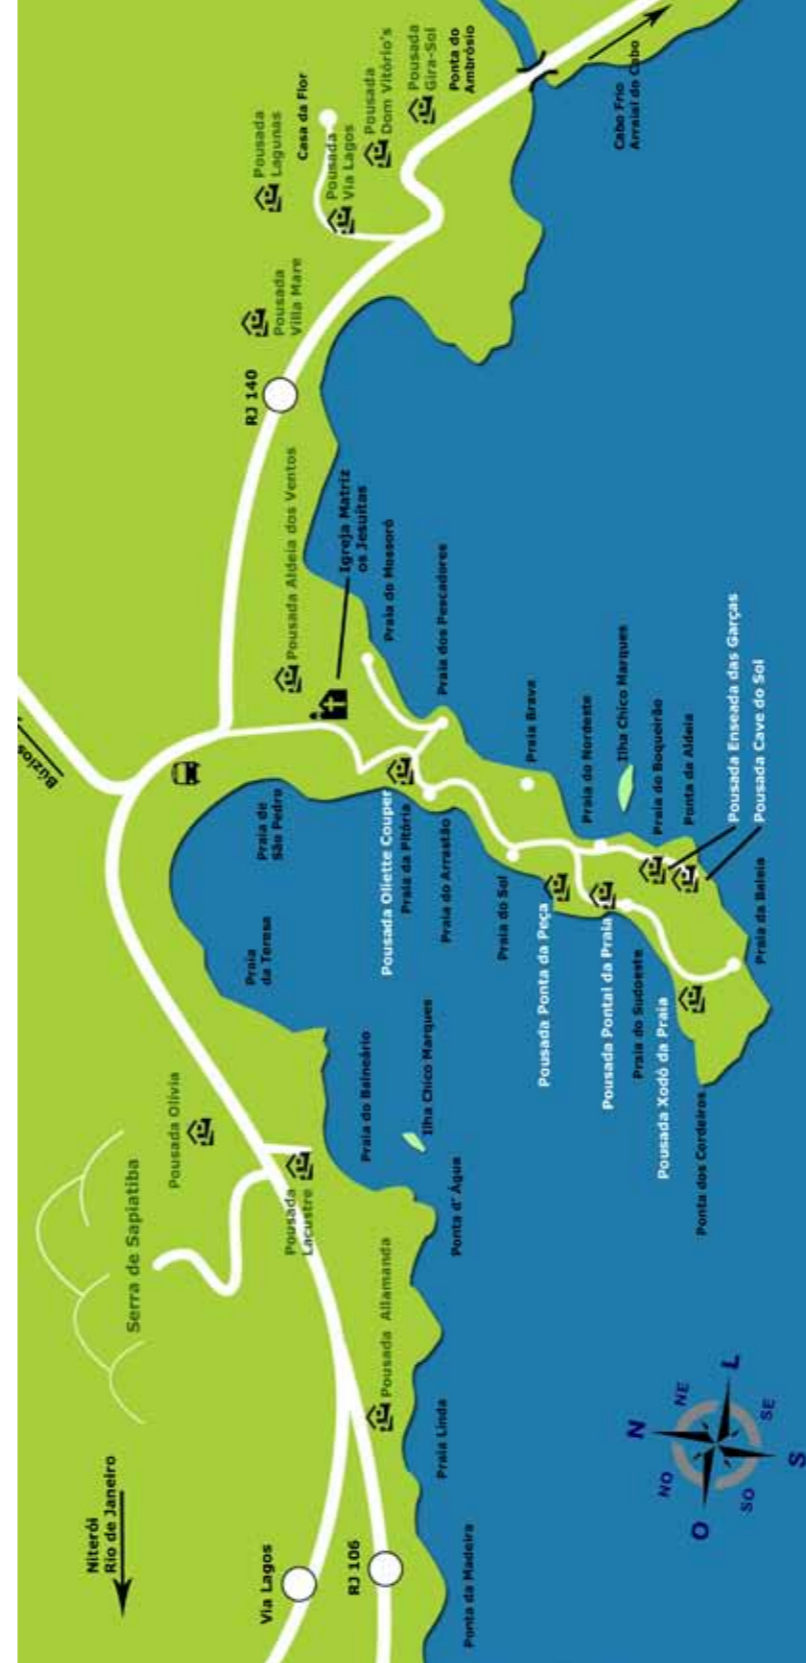 Niterói
Rio de Janeiro
Via Lagos
RJ 106
Ponta da Madeira
Praia Linda
Pousada Allamanda
Serra de Sapiatiba
Pousada Olívia
Pousada
Lacustre
Ponta d' Água
Ilha Chico Marques
Praia do Balneário
Praia
da Teresa
Praia de
São Pedro
Búzios
Pousada Oliette Couper
Praia da Pitória
Praia do Arrastão
Praia do Sol
Pousada Ponta da Peça
Pousada Pontal da Praia
Praia do Sudoeste
Pousada Xodó da Praia
Ponta dos Cordeiros
Praia da Baleia
Pousada Cave do Sol
Pousada Enseada das Garças
Ponta da Aldeia
Praia do Boqueirão
Ilha Chico Marques
Praia do Nordeste
Praia Brava
Praia dos Pescadores
Praia do Mossoró
Igreja Matriz
os Jesuítas
Pousada Aldeia dos Ventos
RJ 140
Pousada
Villa Mare
Pousada
Lagunas
Casa da Flor
Pousada
Via Lagos
Pousada
Dom Vitório's
Pousada
Gira-Sol
Ponta do
Ambrósio
Cabo Frio
Arraial do Cabo
N
NE
L
SE
S
SO
O
NO